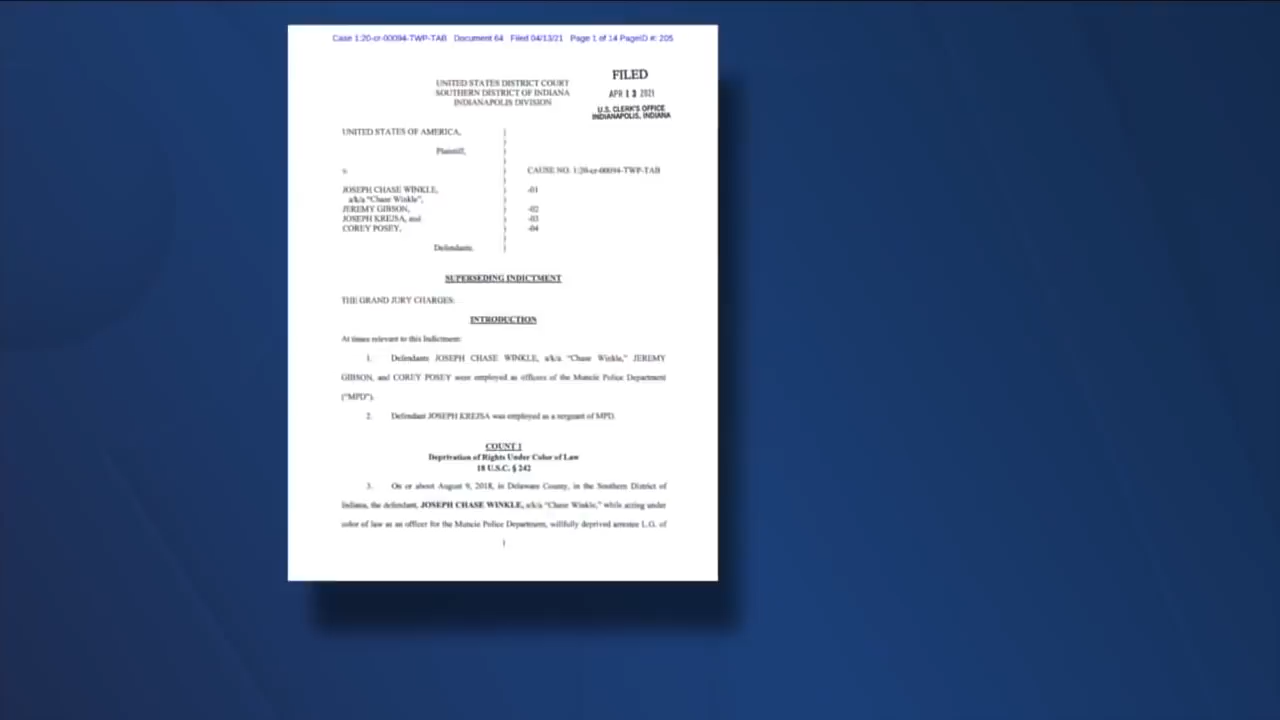 Case 1:20-cr-00094-TWP-TAB Document 64 Filed 04/13/21 Page 1 of 14 PageID #: 205
UNITED STATES DISTRICT COURT
SOUTHERN DISTRICT OF INDIANA
INDIANAPOLIS DIVISION
FILED
APR 13 2021
U.S. CLERK'S OFFICE
INDIANAPOLIS, INDIANA
UNITED STATES OF AMERICA,
Plaintiff,
v.
CAUSE NO. 1:20-cr-00094-TWP-TAB
JOSEPH CHASE WINKLE, -01
a/k/a "Chase Winkle",
JEREMY GIBSON, -02
JOSEPH KREJSA, and -03
COREY POSEY, -04
Defendants.
SUPERSEDING INDICTMENT
THE GRAND JURY CHARGES:
INTRODUCTION
At times relevant to this Indictment:
1. Defendants JOSEPH CHASE WINKLE, a/k/a "Chase Winkle," JEREMY
GIBSON, and COREY POSEY were employed as officers of the Muncie Police Department
("MPD").
2. Defendant JOSEPH KREJSA was employed as a sergeant of MPD.
COUNT 1
Deprivation of Rights Under Color of Law
18 U.S.C. § 242
3. On or about August 9, 2018, in Delaware County, in the Southern District of
Indiana, the defendant, JOSEPH CHASE WINKLE, a/k/a "Chase Winkle," while acting under
color of law as an officer for the Muncie Police Department, willfully deprived arrestee L.G. of
1